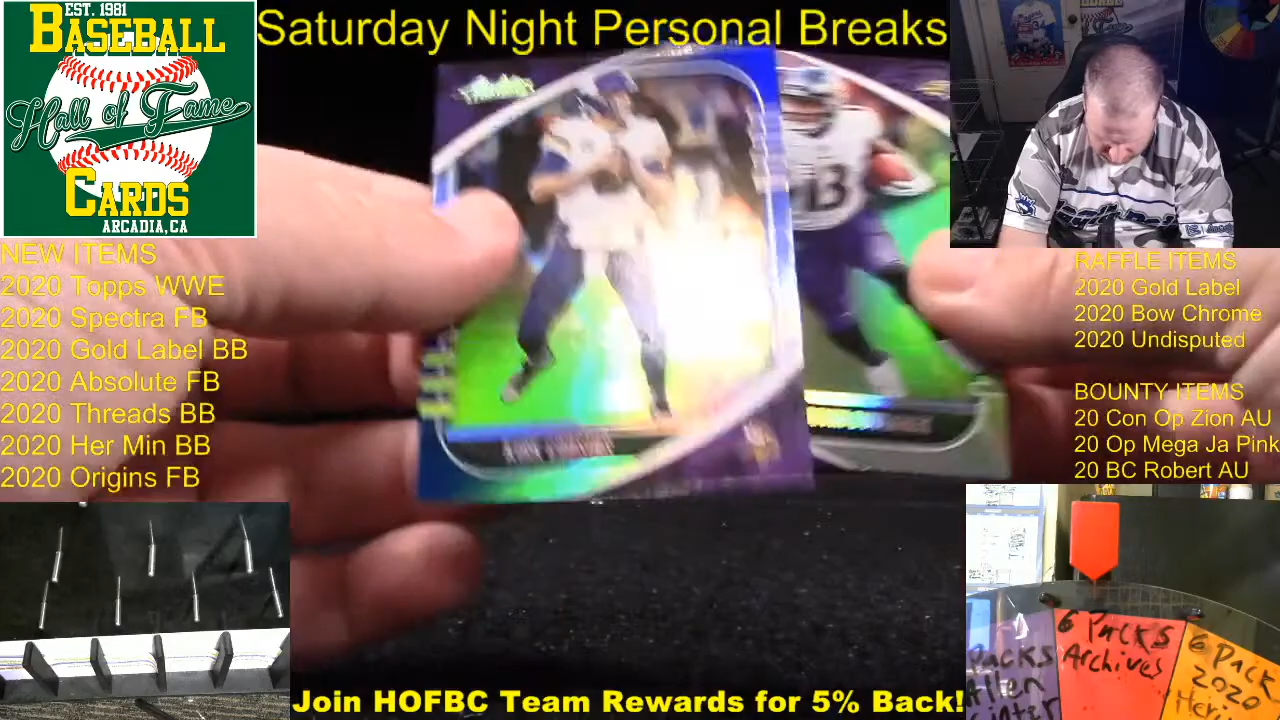 EST. 1981
BASEBALL
Hall of Fame
CARDS
ARCADIA, CA
Saturday Night Personal Breaks
NEW ITEMS
2020 Topps WWE
2020 Spectra FB
2020 Gold Label BB
2020 Absolute FB
2020 Threads BB
2020 Her Min BB
2020 Origins FB
RAFFLE ITEMS
2020 Gold Label
2020 Bow Chrome
2020 Undisputed
BOUNTY ITEMS
20 Con Op Zion AU
20 Op Mega Ja Pink
20 BC Robert AU
13
Packs
Allen
6 Packs
Archives
6 Pack
2020
Heri
Join HOFBC Team Rewards for 5% Back!